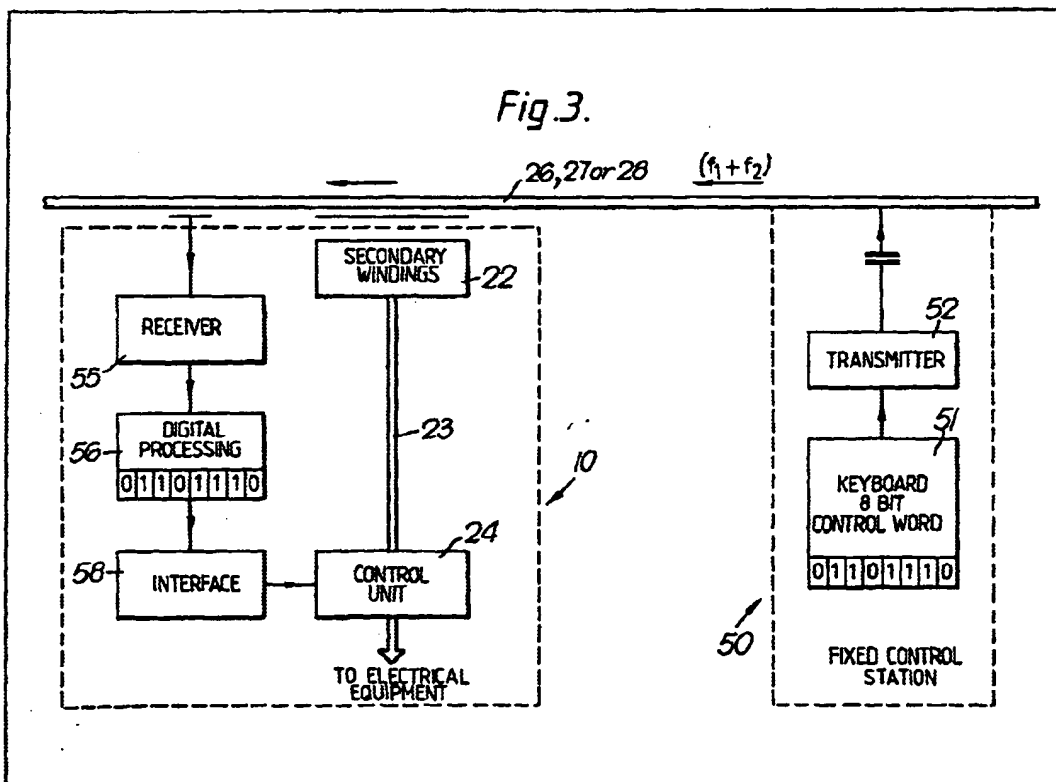 Fig.3.
26,27 or 28
(f₁+f₂)
SECONDARY
WINDINGS
22
RECEIVER
55
52
TRANSMITTER
23
DIGITAL
PROCESSING
56
0 1 1 0 1 1 1 0
10
51
KEYBOARD
8 BIT
CONTROL WORD
0 1 1 0 1 1 1 0
24
58
INTERFACE
CONTROL
UNIT
50
TO ELECTRICAL
EQUIPMENT
FIXED CONTROL
STATION